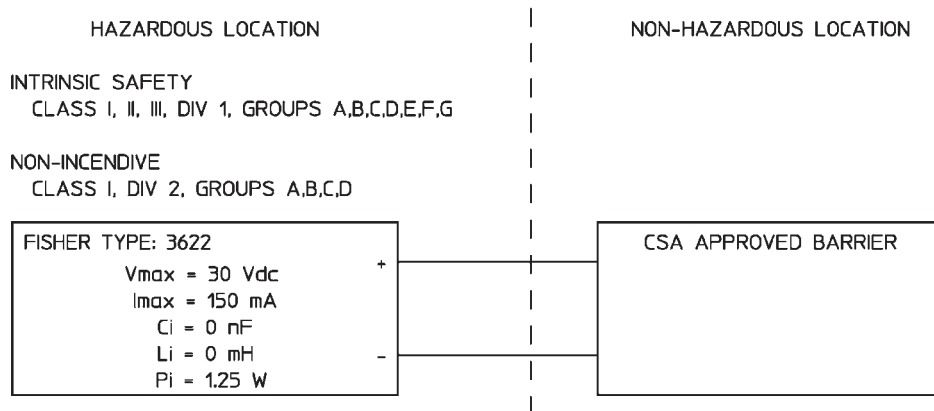 HAZARDOUS LOCATION
NON-HAZARDOUS LOCATION
INTRINSIC SAFETY
CLASS I, II, III, DIV 1, GROUPS A,B,C,D,E,F,G
NON-INCENDIVE
CLASS I, DIV 2, GROUPS A,B,C,D
FISHER TYPE: 3622
Vmax = 30 Vdc
Imax = 150 mA
Ci = 0 nF
Li = 0 mH
Pi = 1.25 W
+
-
CSA APPROVED BARRIER